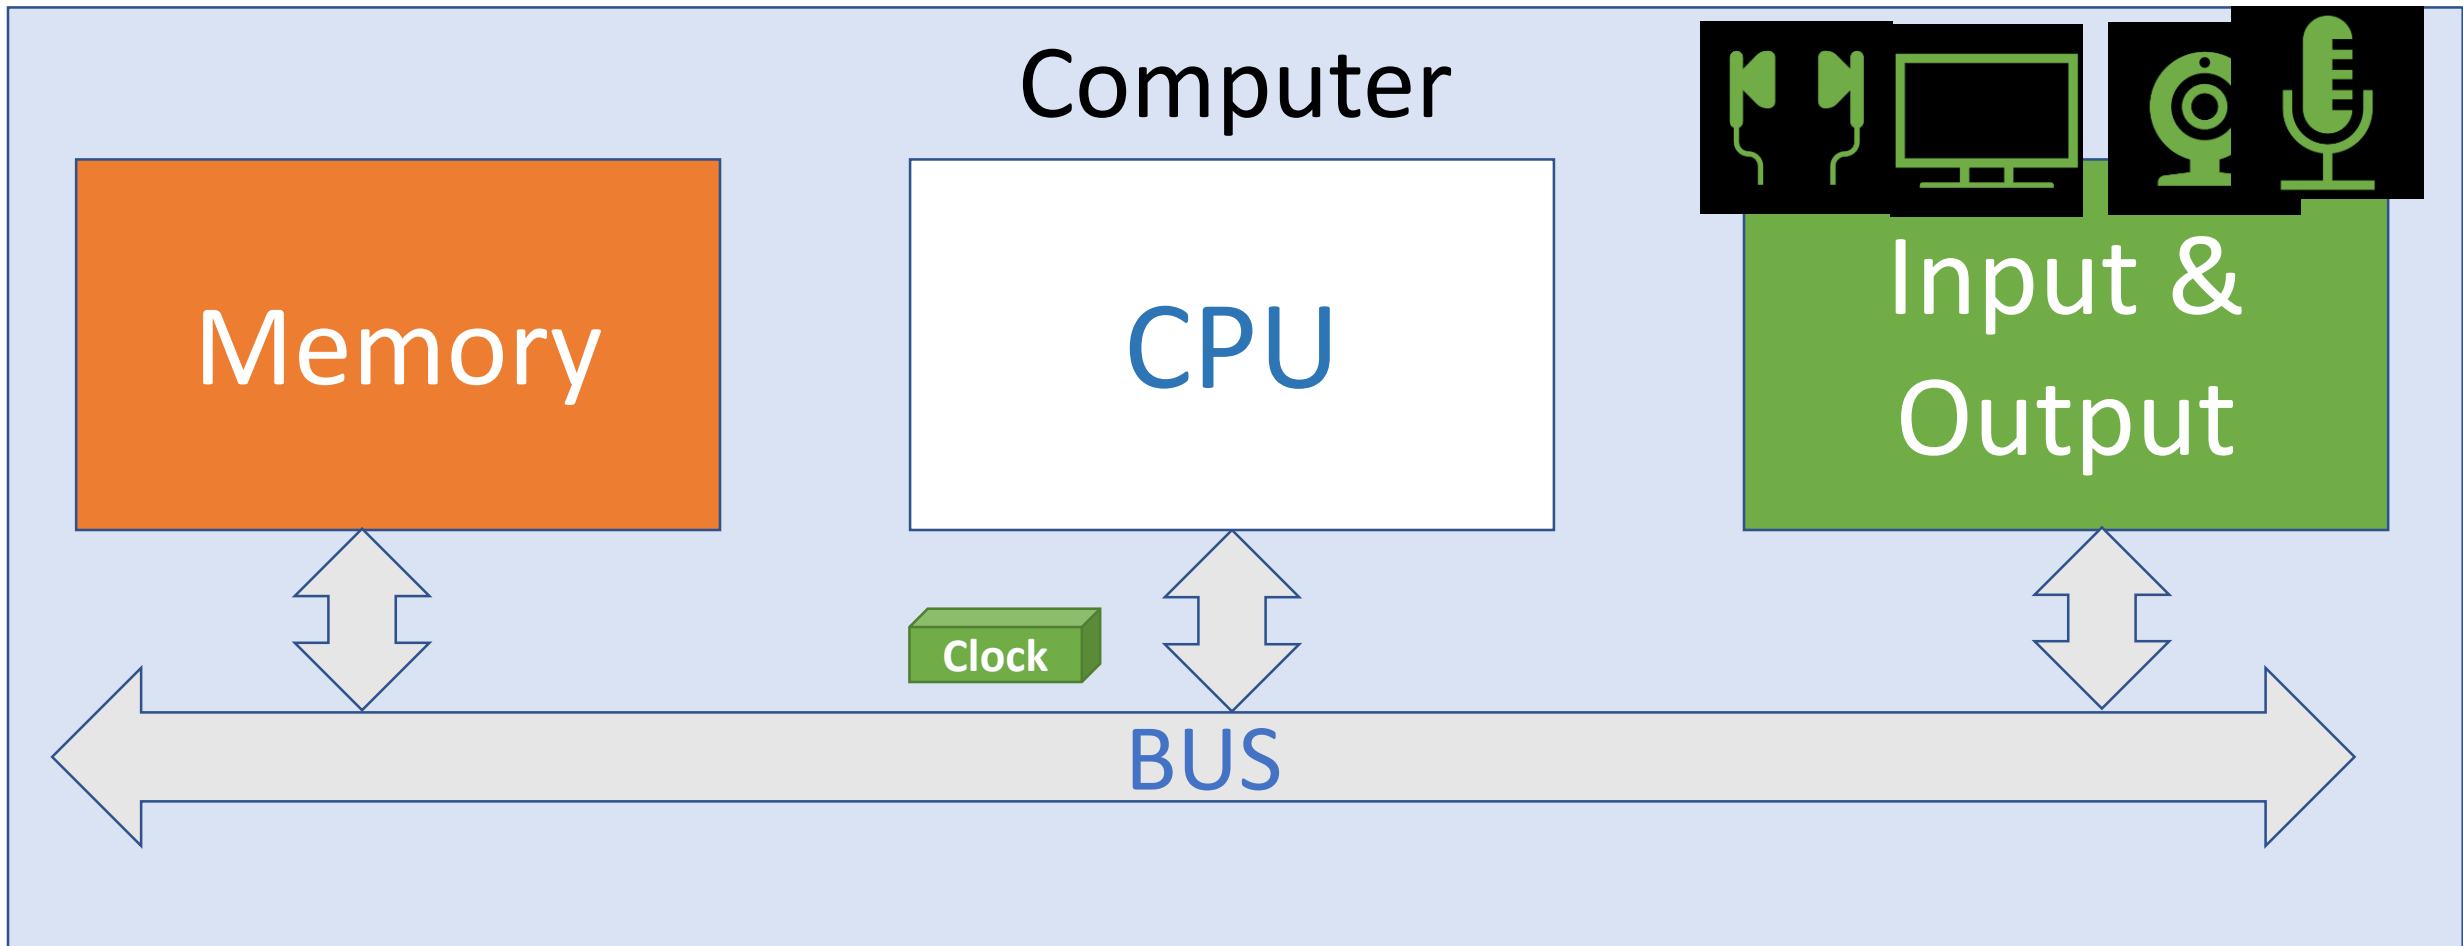 Computer
Memory
CPU
Input &
Output
Clock
BUS